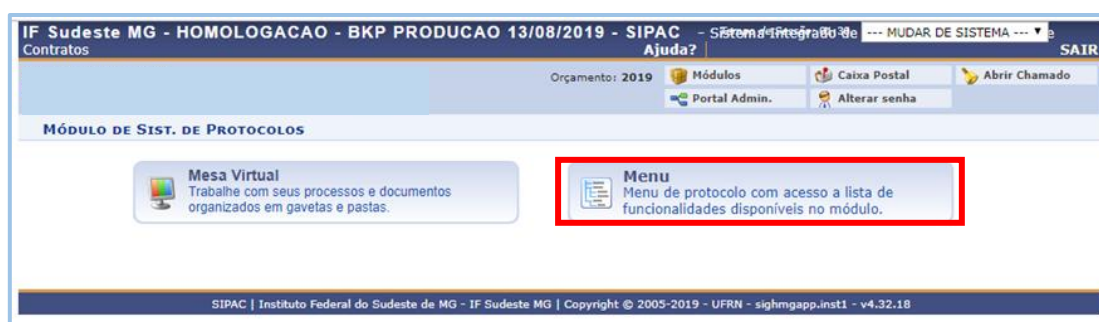 IF Sudeste MG - HOMOLOGACAO - BKP PRODUCAO 13/08/2019 - SIPAC - --- MUDAR DE SISTEMA ---
Contratos Ajuda? | SAIR
Orçamento: 2019 Módulos Caixa Postal Abrir Chamado
Portal Admin. Alterar senha
MÓDULO DE SIST. DE PROTOCOLOS
Mesa Virtual
Trabalhe com seus processos e documentos
organizados em gavetas e pastas.
Menu
Menu de protocolo com acesso a lista de
funcionalidades disponíveis no módulo.
SIPAC | Instituto Federal do Sudeste de MG - IF Sudeste MG | Copyright © 2005-2019 - UFRN - sighmgapp.inst1 - v4.32.18